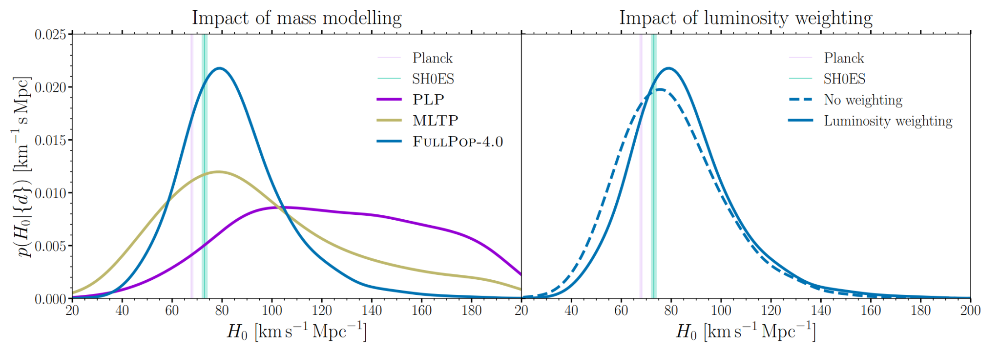 Impact of mass modelling
Impact of luminosity weighting
p(H₀|{d}) [km⁻¹ s Mpc]
0.025
0.020
0.015
0.010
0.005
0.000
Planck
SH0ES
PLP
MLTP
FullPop-4.0
Planck
SH0ES
No weighting
Luminosity weighting
20 40 60 80 100 120 140 160 180 20 40 60 80 100 120 140 160 180 200
H₀ [km s⁻¹ Mpc⁻¹]
H₀ [km s⁻¹ Mpc⁻¹]